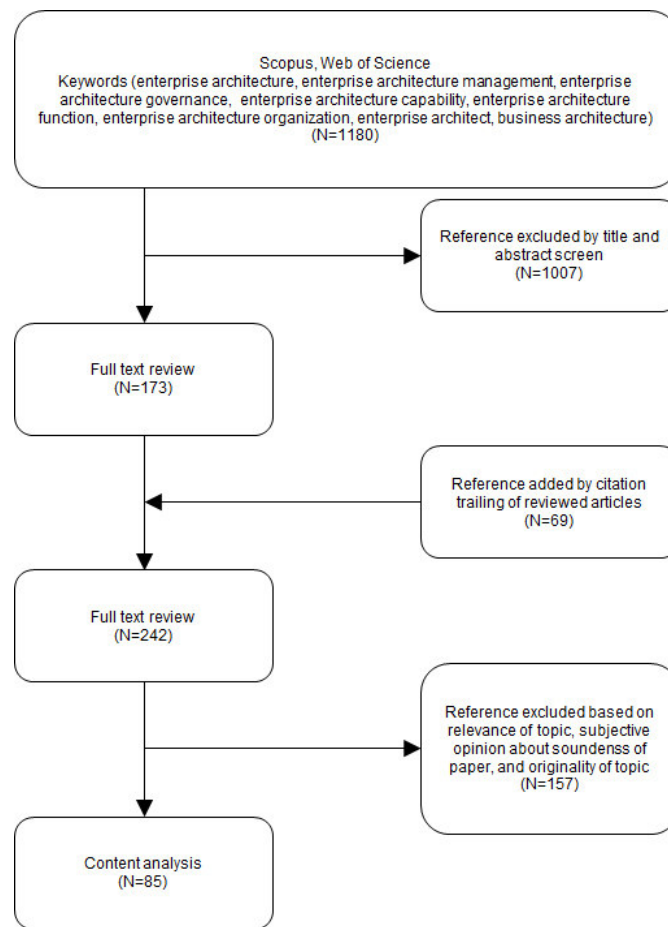 Scopus, Web of Science
Keywords (enterprise architecture, enterprise architecture management, enterprise
architecture governance, enterprise architecture capability, enterprise architecture
function, enterprise architecture organization, enterprise architect, business architecture)
(N=1180)
Reference excluded by title and
abstract screen
(N=1007)
Full text review
(N=173)
Reference added by citation
trailing of reviewed articles
(N=69)
Full text review
(N=242)
Reference excluded based on
relevance of topic, subjective
opinion about soundenss of
paper, and originality of topic
(N=157)
Content analysis
(N=85)